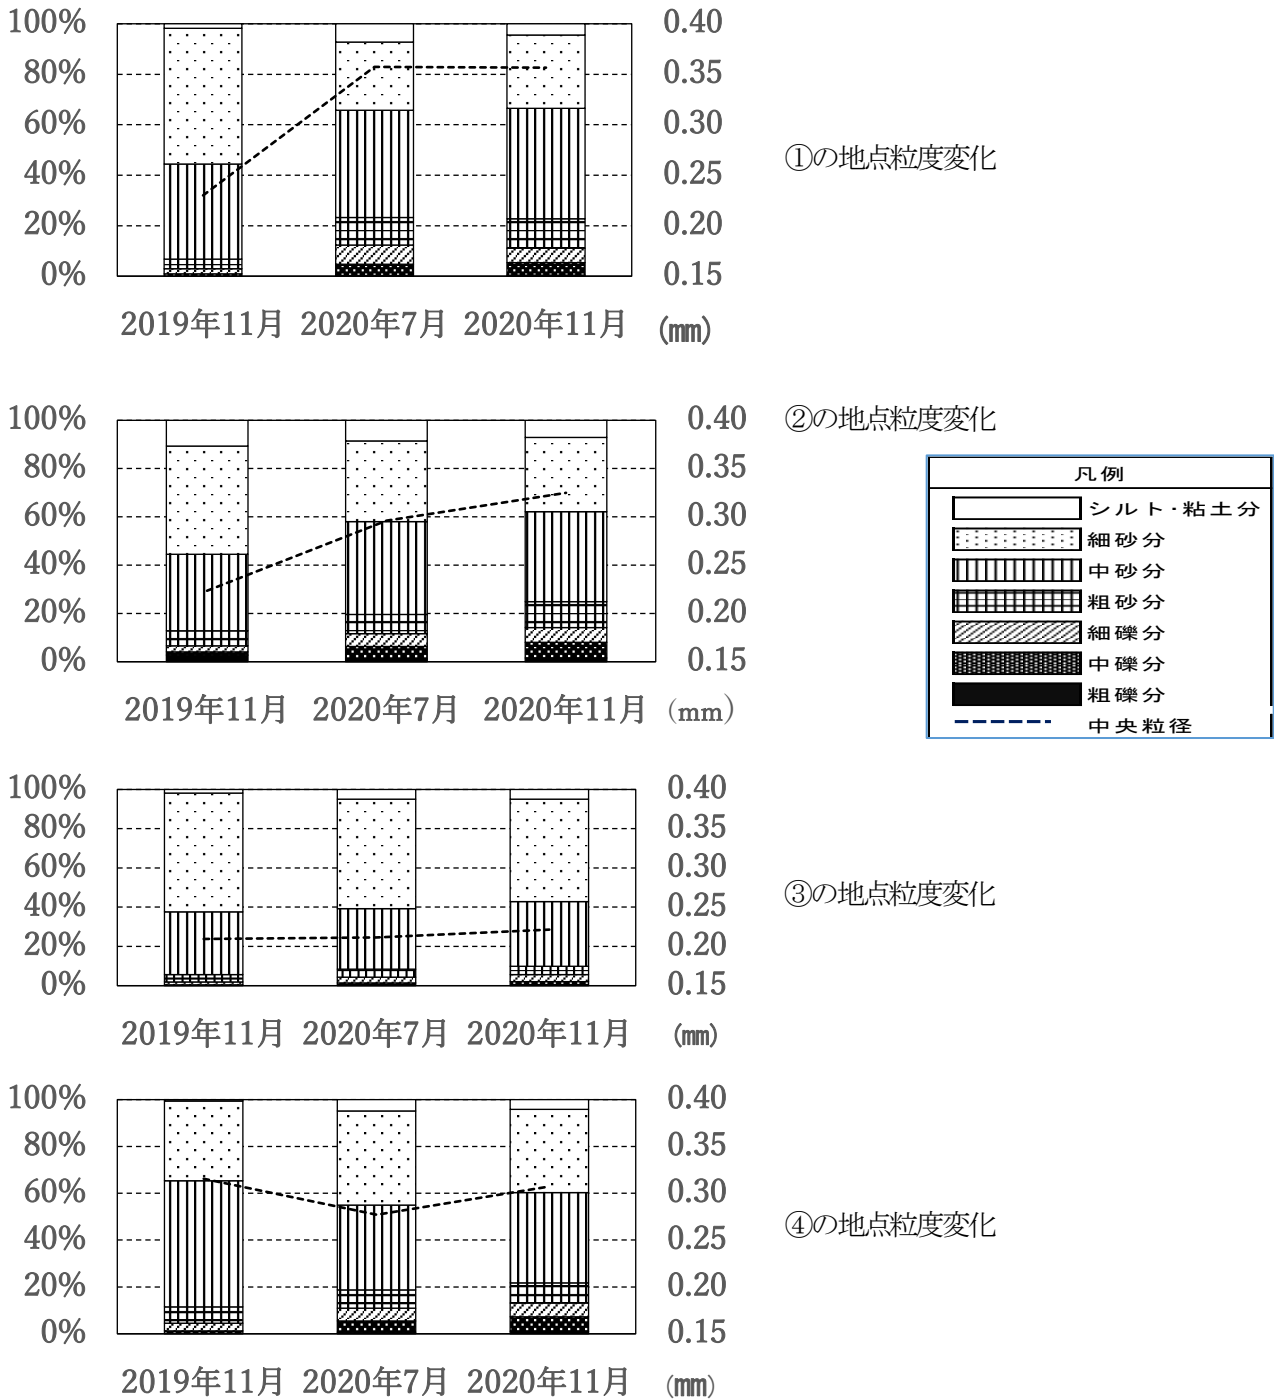 100% 0.40
80% 0.35
60% 0.30
40% 0.25
20% 0.20
0% 0.15
2019年11月 2020年7月 2020年11月 (㎜)
①の地点粒度変化
100% 0.40
80% 0.35
60% 0.30
40% 0.25
20% 0.20
0% 0.15
2019年11月 2020年7月 2020年11月 (mm)
②の地点粒度変化
凡例
シルト・粘土分
細砂分
中砂分
粗砂分
細礫分
中礫分
粗礫分
中央粒径
100% 0.40
80% 0.35
60% 0.30
40% 0.25
20% 0.20
0% 0.15
2019年11月 2020年7月 2020年11月 (㎜)
③の地点粒度変化
100% 0.40
80% 0.35
60% 0.30
40% 0.25
20% 0.20
0% 0.15
2019年11月 2020年7月 2020年11月 (㎜)
④の地点粒度変化